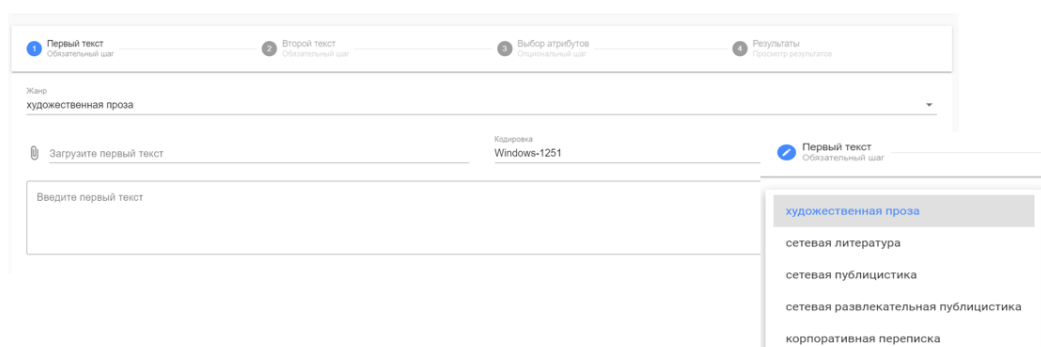 1 Первый текст
Обязательный шаг
2 Второй текст
Обязательный шаг
3 Выбор атрибутов
Опциональный шаг
4 Результаты
Просмотр результатов
Жанр
художественная проза
Загрузите первый текст
Кодировка
Windows-1251
Введите первый текст
Первый текст
Обязательный шаг
художественная проза
сетевая литература
сетевая публицистика
сетевая развлекательная публицистика
корпоративная переписка